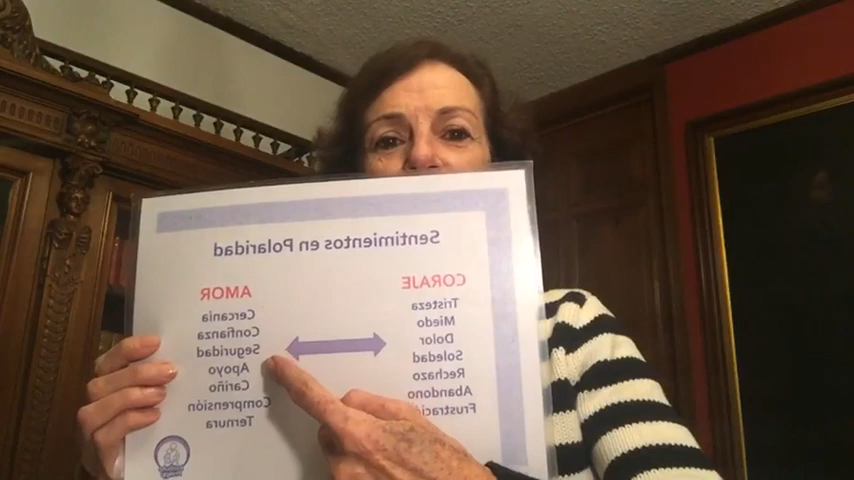 Sentimientos en Polaridad
CORAJE
Tristeza
Miedo
Dolor
Soledad
Rechazo
Abandono
AMOR
Cercania
Confianza
Seguridad
Apoyo
Cariño
Comprensión
Ternura